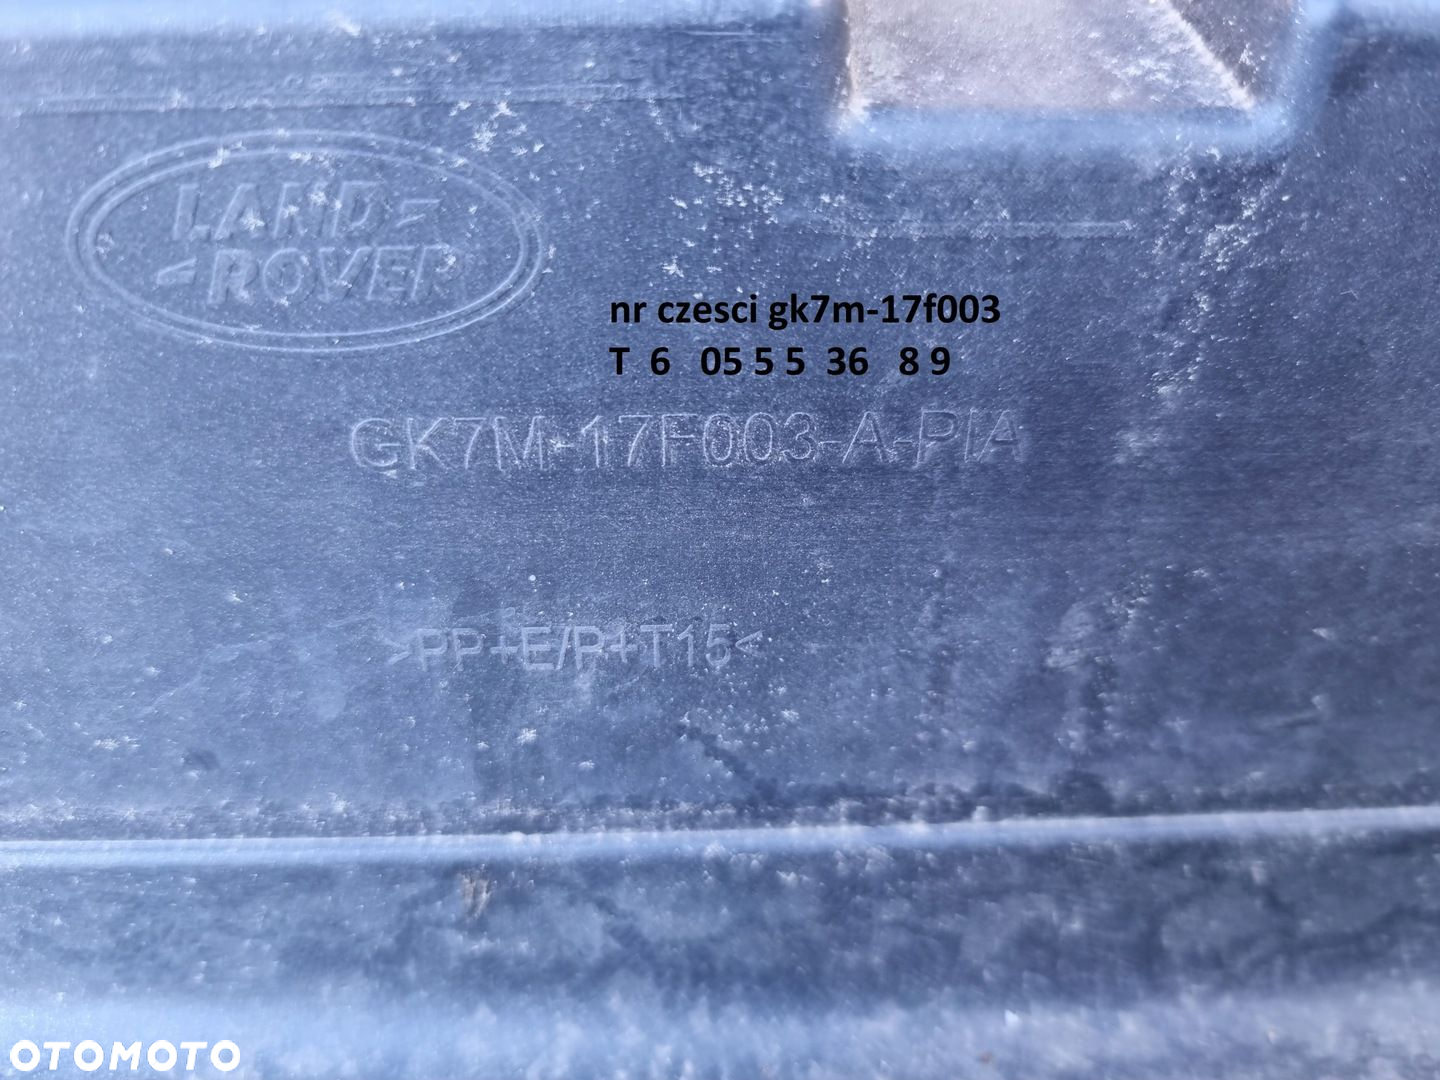 LAND
ROVER
nr czesci gk7m-17f003
T 6 05 5 5 36 8 9
GK7M-17F003-A-PIA
>PP+E/P+T15<
OTOMOTO